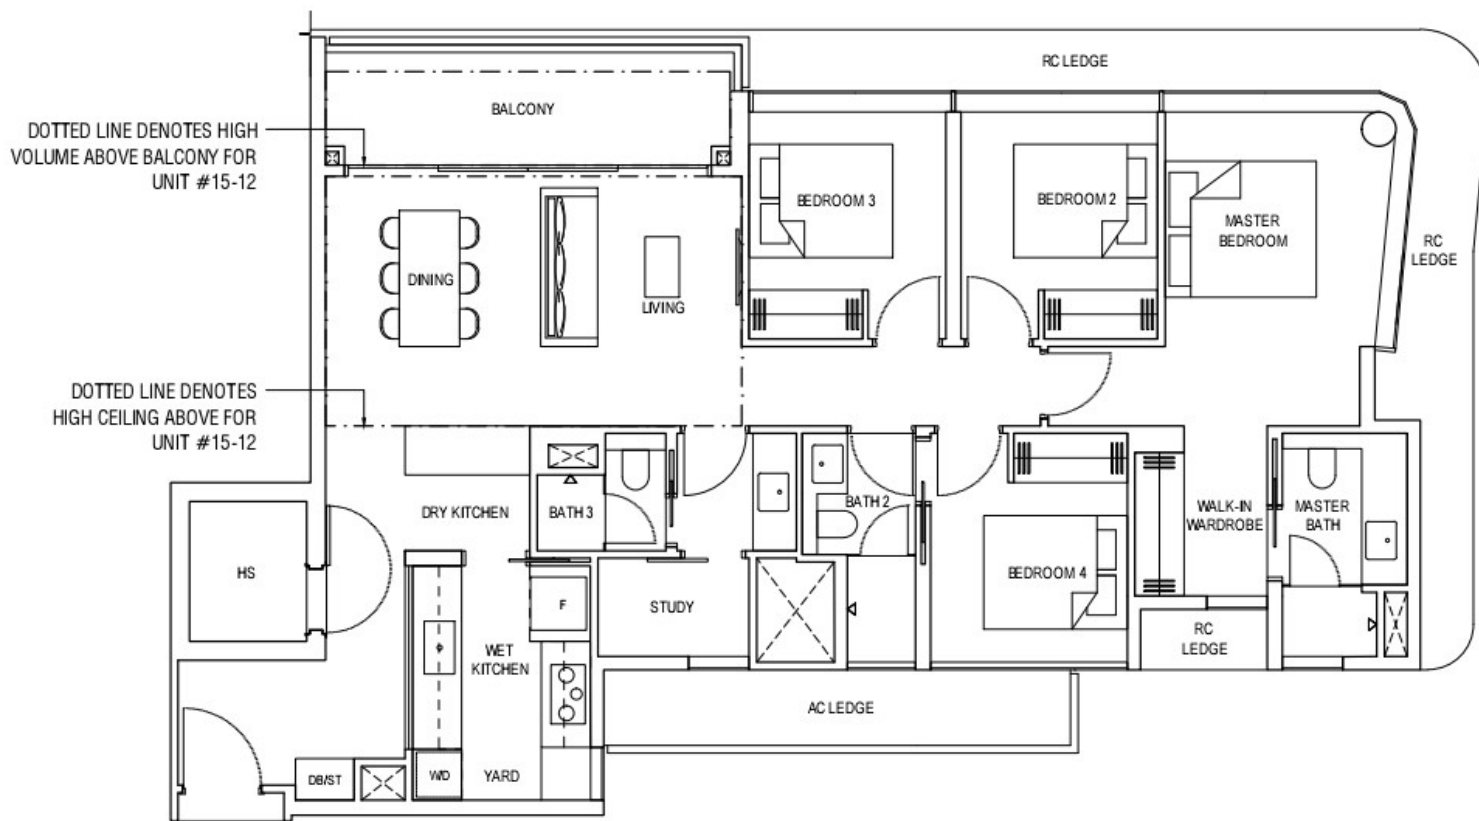 RC LEDGE
BALCONY
DOTTED LINE DENOTES HIGH
VOLUME ABOVE BALCONY FOR
UNIT #15-12
BEDROOM 3
BEDROOM 2
MASTER
BEDROOM
RC
LEDGE
DINING
LIVING
DOTTED LINE DENOTES
HIGH CEILING ABOVE FOR
UNIT #15-12
DRY KITCHEN
BATH 3
BATH 2
WALK-IN
WARDROBE
MASTER
BATH
HS
F
STUDY
BEDROOM 4
WET
KITCHEN
RC
LEDGE
AC LEDGE
DB/ST
W/D
YARD